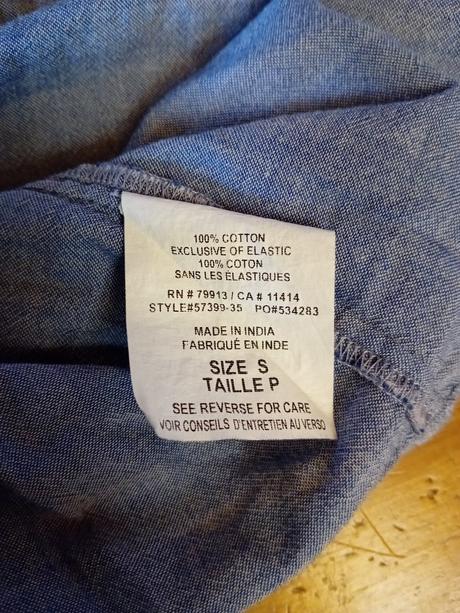 100% COTTON
EXCLUSIVE OF ELASTIC
100% COTON
SANS LES ÉLASTIQUES
RN # 79913 / CA # 11414
STYLE#57399-35 PO#534283
MADE IN INDIA
FABRIQUÉ EN INDE
SIZE S
TAILLE P
SEE REVERSE FOR CARE
VOIR CONSEILS D'ENTRETIEN AU VERSO